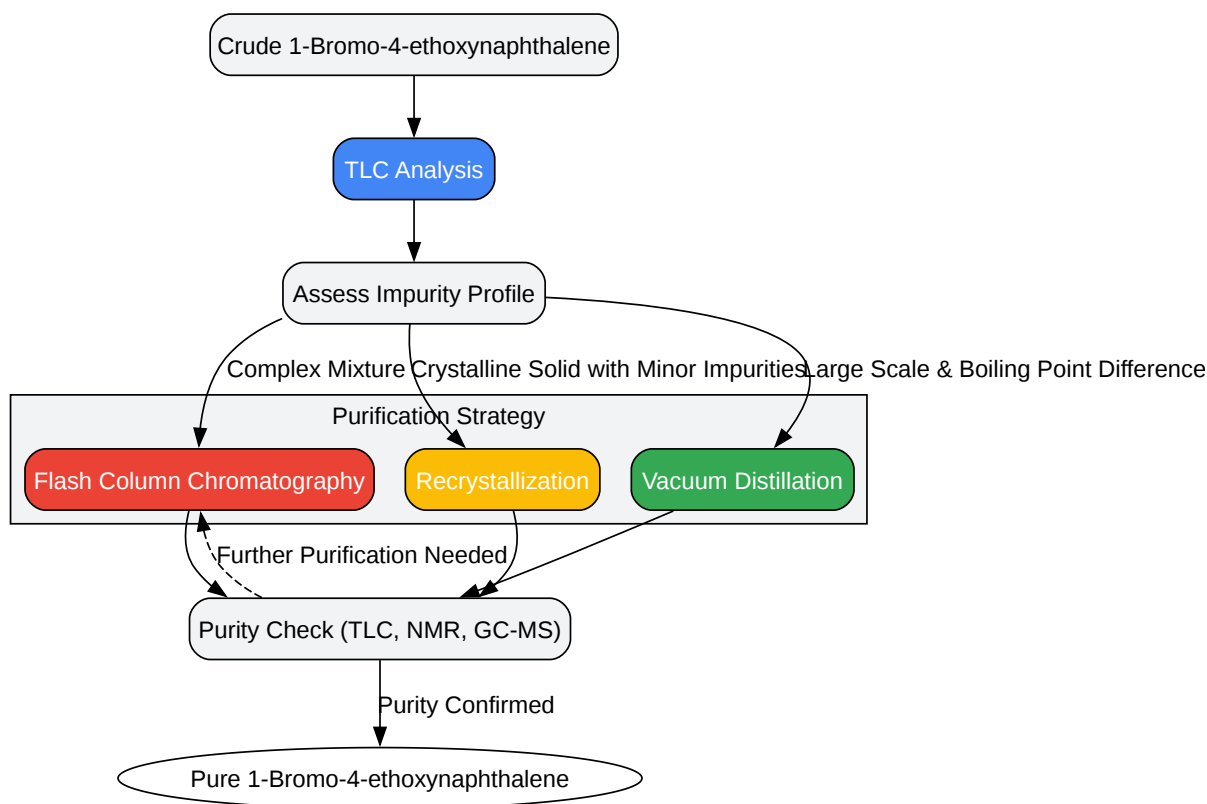 Crude 1-Bromo-4-ethoxynaphthalene
TLC Analysis
Assess Impurity Profile
Complex Mixture
Crystalline Solid with Minor Impurities
Large Scale & Boiling Point Difference
Purification Strategy
Flash Column Chromatography
Recrystallization
Vacuum Distillation
Further Purification Needed
Purity Check (TLC, NMR, GC-MS)
Purity Confirmed
Pure 1-Bromo-4-ethoxynaphthalene